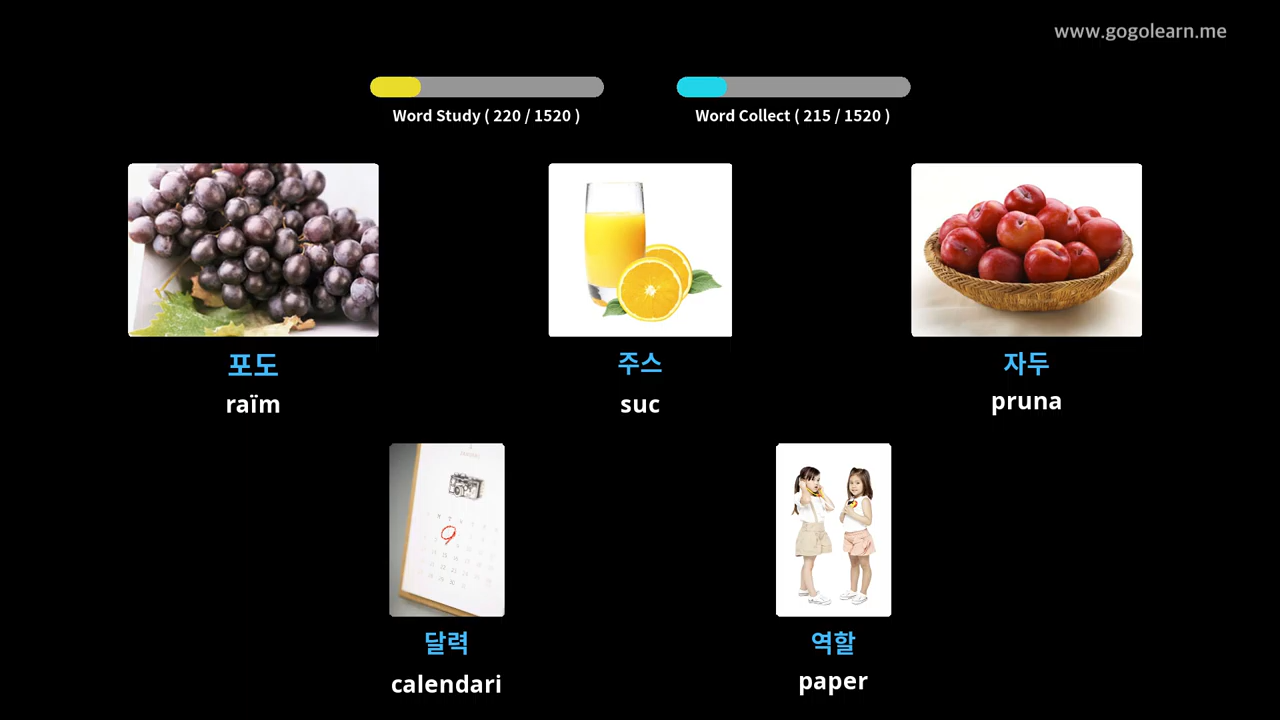 www.gogolearn.me
Word Study ( 220 / 1520 )
Word Collect ( 215 / 1520 )
포도
raïm
주스
suc
자두
pruna
9
달력
calendari
역할
paper